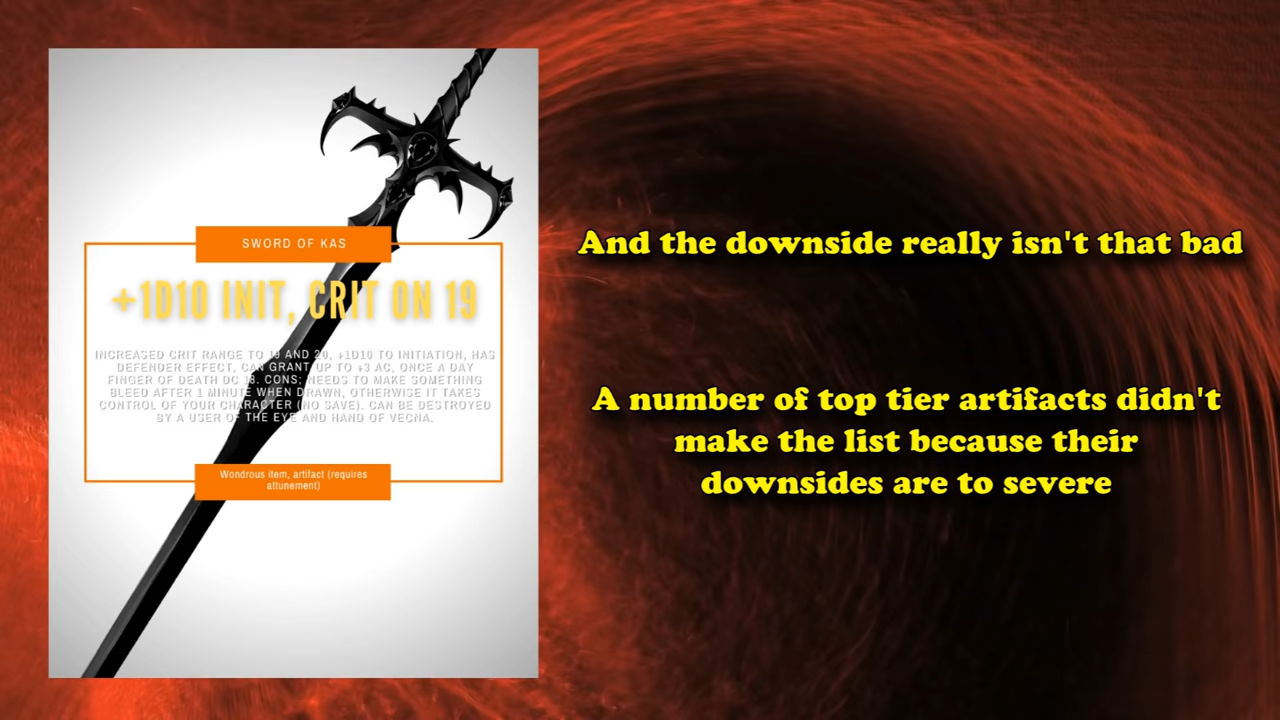 SWORD OF KAS
+1D10 INIT, CRIT ON 19
INCREASED CRIT RANGE TO 19 AND 20, +1D10 TO INITIATION, HAS
DEFENDER EFFECT, CAN GRANT UP TO +3 AC, ONCE A DAY
FINGER OF DEATH DC 18. CONS: NEEDS TO MAKE SOMETHING
BLEED AFTER 1 MINUTE WHEN DRAWN, OTHERWISE IT TAKES
CONTROL OF YOUR CHARACTER (NO SAVE). CAN BE DESTROYED
BY A USER OF THE EYE AND HAND OF VECNA.
Wondrous item, artifact (requires
attunement)
And the downside really isn't that bad
A number of top tier artifacts didn't
make the list because their
downsides are to severe